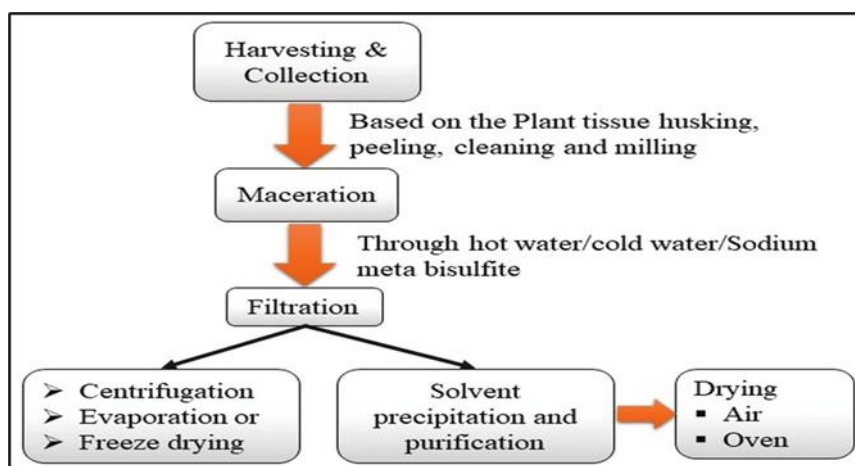 Harvesting &
Collection
Based on the Plant tissue husking,
peeling, cleaning and milling
Maceration
Through hot water/cold water/Sodium
meta bisulfite
Filtration
➢ Centrifugation
➢ Evaporation or
➢ Freeze drying
Solvent
precipitation and
purification
Drying
▪ Air
▪ Oven